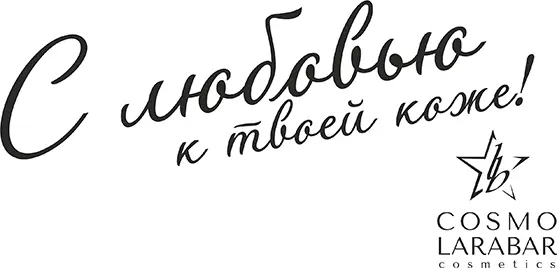 С любовью
к твоей коже!
COSMO
LARABAR
cosmetics